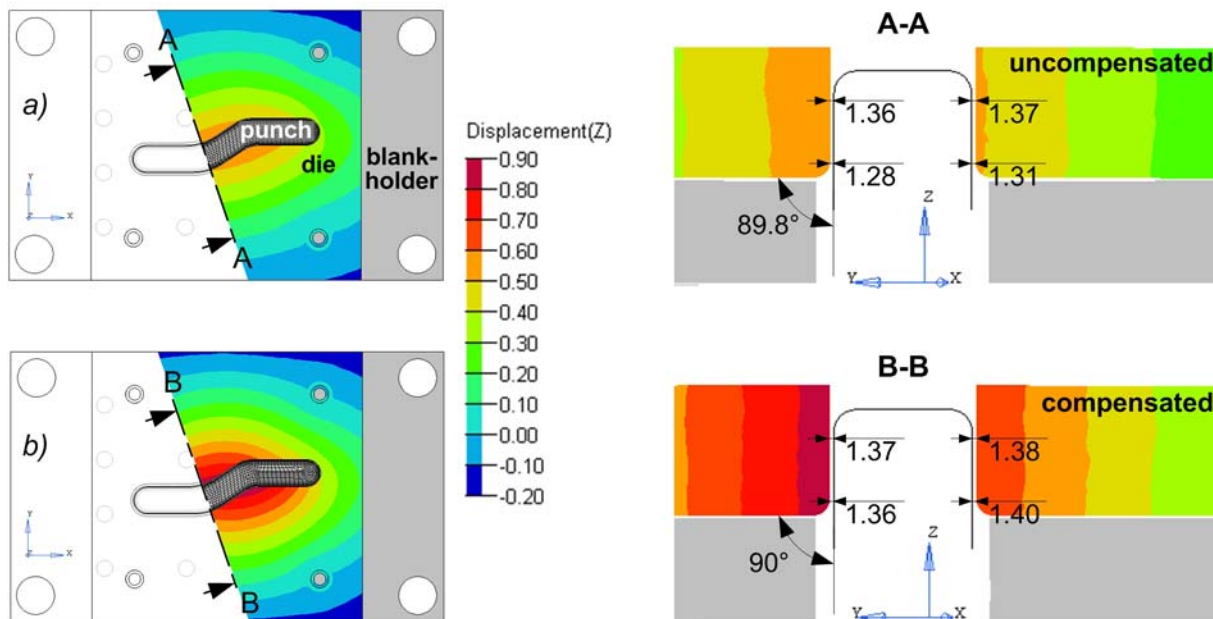 a)
A
punch
die
blank-
holder
A
Y
Z
X
b)
B
B
Y
Z
X
Displacement(Z)
0.90
0.80
0.70
0.60
0.50
0.40
0.30
0.20
0.10
0.00
-0.10
-0.20
A-A
uncompensated
1.36
1.37
1.28
1.31
89.8°
Z
Y
X
B-B
compensated
1.37
1.38
1.36
1.40
90°
Z
Y
X